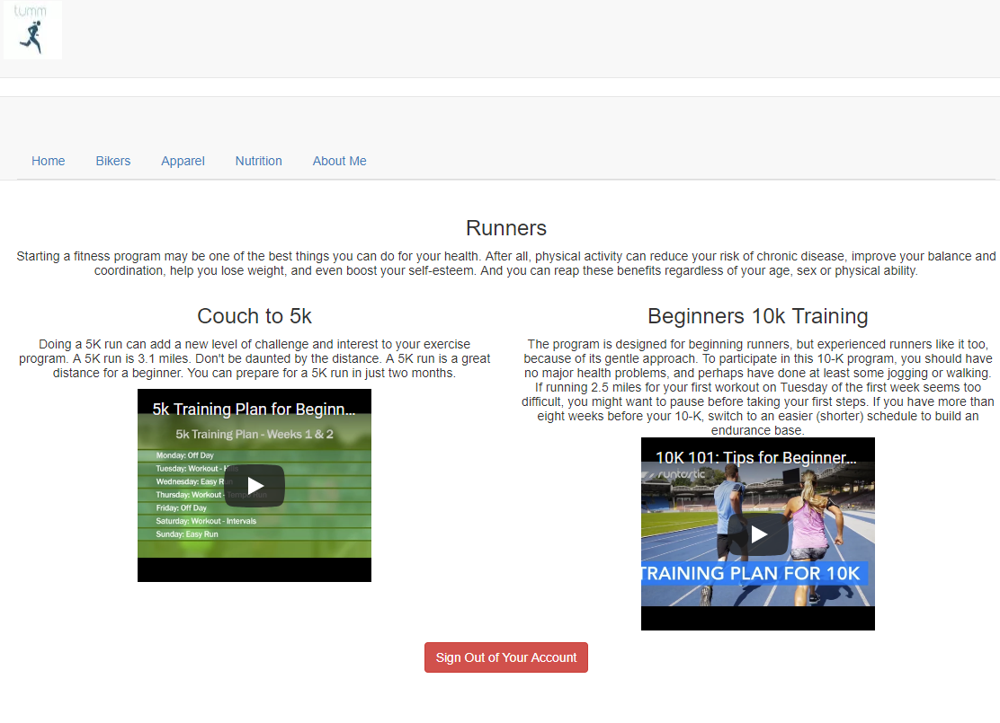 tumm
Home Bikers Apparel Nutrition About Me
Runners
Starting a fitness program may be one of the best things you can do for your health. After all, physical activity can reduce your risk of chronic disease, improve your balance and
coordination, help you lose weight, and even boost your self-esteem. And you can reap these benefits regardless of your age, sex or physical ability.
Couch to 5k
Doing a 5K run can add a new level of challenge and interest to your exercise
program. A 5K run is 3.1 miles. Don't be daunted by the distance. A 5K run is a great
distance for a beginner. You can prepare for a 5K run in just two months.
5k Training Plan for Beginn...
5k Training Plan - Weeks 1 & 2
Monday: Off Day
Tuesday: Workout - Hills
Wednesday: Easy Run
Thursday: Workout - Tempo Run
Friday: Off Day
Saturday: Workout - Intervals
Sunday: Easy Run
Beginners 10k Training
The program is designed for beginning runners, but experienced runners like it too,
because of its gentle approach. To participate in this 10-K program, you should have
no major health problems, and perhaps have done at least some jogging or walking.
If running 2.5 miles for your first workout on Tuesday of the first week seems too
difficult, you might want to pause before taking your first steps. If you have more than
eight weeks before your 10-K, switch to an easier (shorter) schedule to build an
endurance base.
10K 101: Tips for Beginner...
runtastic
TRAINING PLAN FOR 10K
Sign Out of Your Account